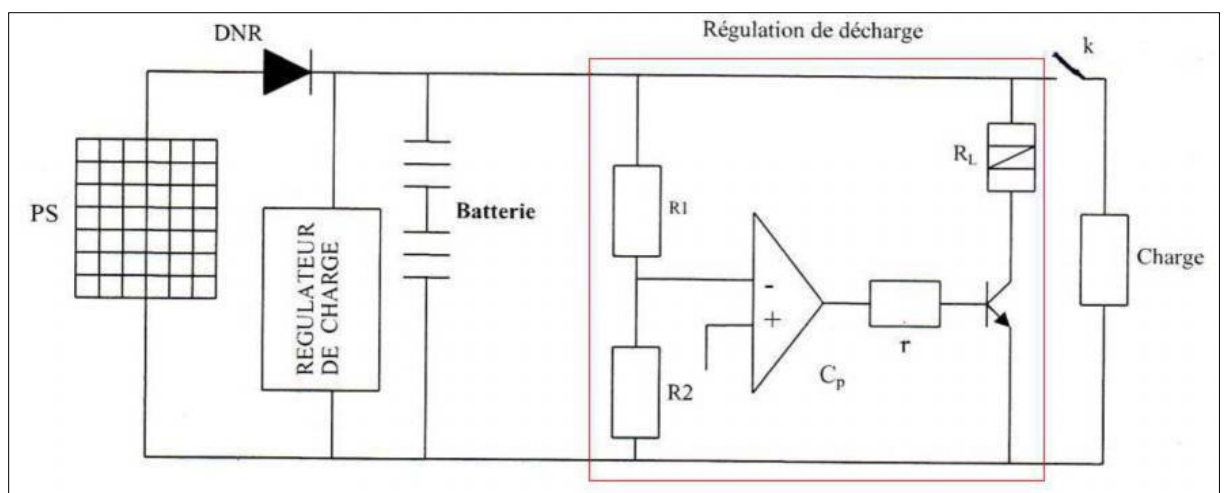 DNR
Régulation de décharge
k
PS
REGULATEUR
DE CHARGE
Batterie
R1
R2
-
+
Cp
r
RL
Charge